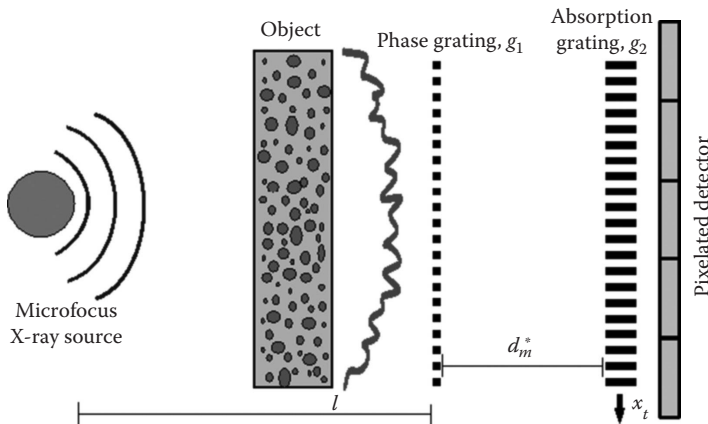 Object
Phase grating, g₁
Absorption
grating, g₂
Pixelated detector
Microfocus
X-ray source
d*ₘ
l
xₜ